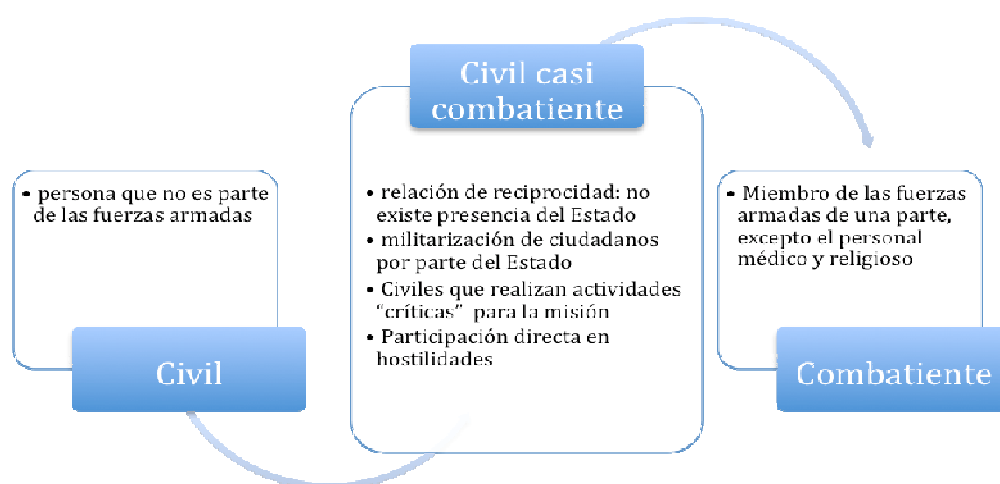 • persona que no es parte
de las fuerzas armadas
Civil
Civil casi
combatiente
• relación de reciprocidad: no
existe presencia del Estado
• militarización de ciudadanos
por parte del Estado
• Civiles que realizan actividades
“críticas” para la misión
• Participación directa en
hostilidades
• Miembro de las fuerzas
armadas de una parte,
excepto el personal
médico y religioso
Combatiente